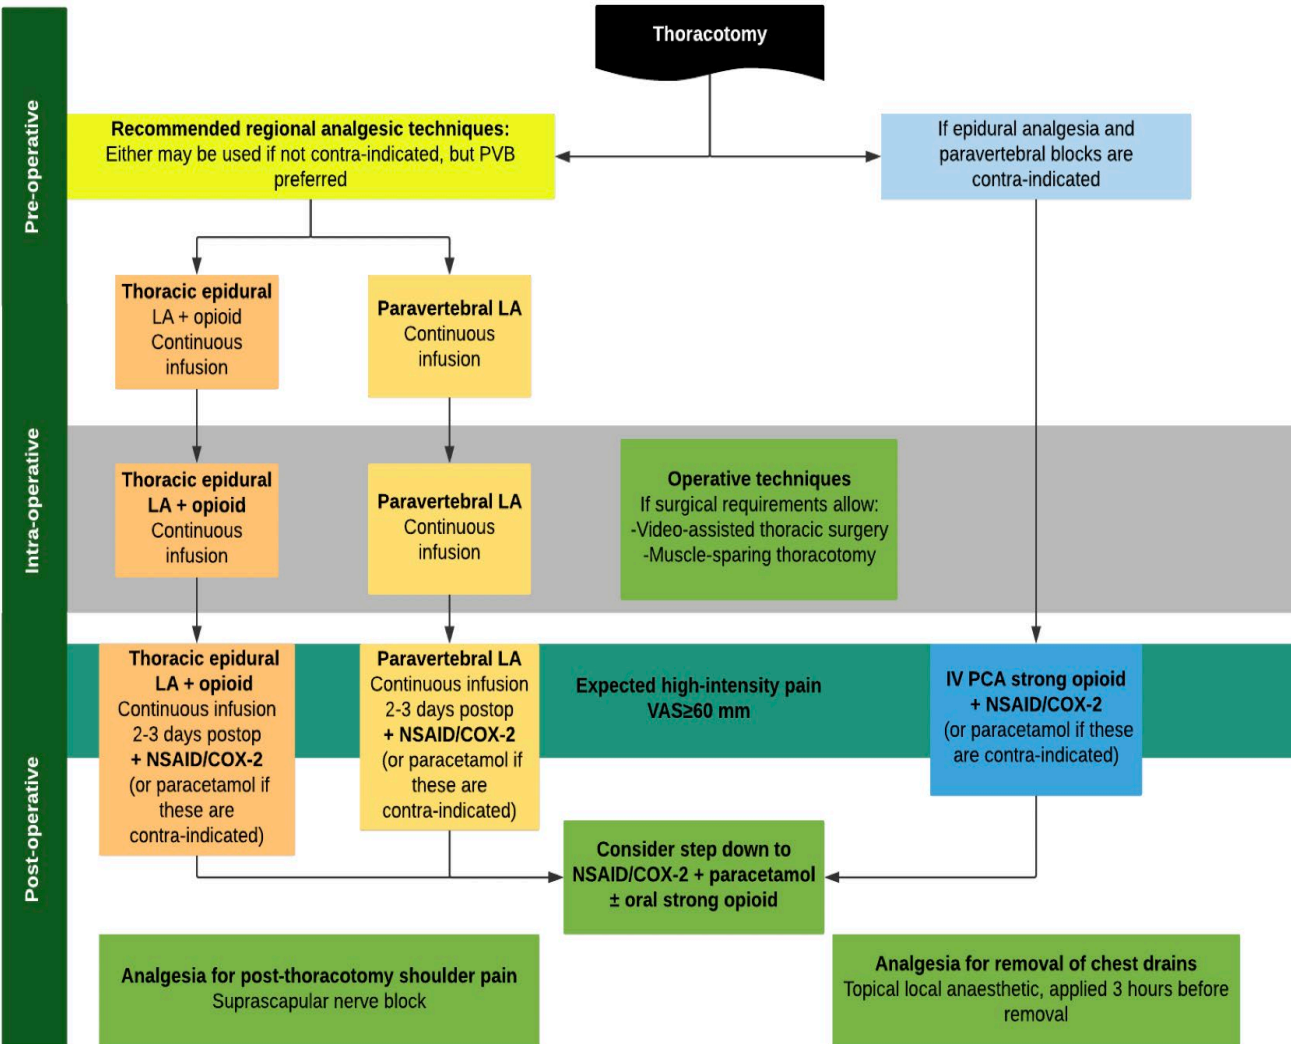 Thoracotomy
Pre-operative
Recommended regional analgesic techniques:
Either may be used if not contra-indicated, but PVB
preferred
If epidural analgesia and
paravertebral blocks are
contra-indicated
Thoracic epidural
LA + opioid
Continuous
infusion
Paravertebral LA
Continuous
infusion
Intra-operative
Thoracic epidural
LA + opioid
Continuous
infusion
Paravertebral LA
Continuous
infusion
Operative techniques
If surgical requirements allow:
-Video-assisted thoracic surgery
-Muscle-sparing thoracotomy
Post-operative
Thoracic epidural
LA + opioid
Continuous infusion
2-3 days postop
+ NSAID/COX-2
(or paracetamol if
these are
contra-indicated)
Paravertebral LA
Continuous infusion
2-3 days postop
+ NSAID/COX-2
(or paracetamol if
these are
contra-indicated)
Expected high-intensity pain
VAS≥60 mm
IV PCA strong opioid
+ NSAID/COX-2
(or paracetamol if these
are contra-indicated)
Consider step down to
NSAID/COX-2 + paracetamol
± oral strong opioid
Analgesia for post-thoracotomy shoulder pain
Suprascapular nerve block
Analgesia for removal of chest drains
Topical local anaesthetic, applied 3 hours before
removal